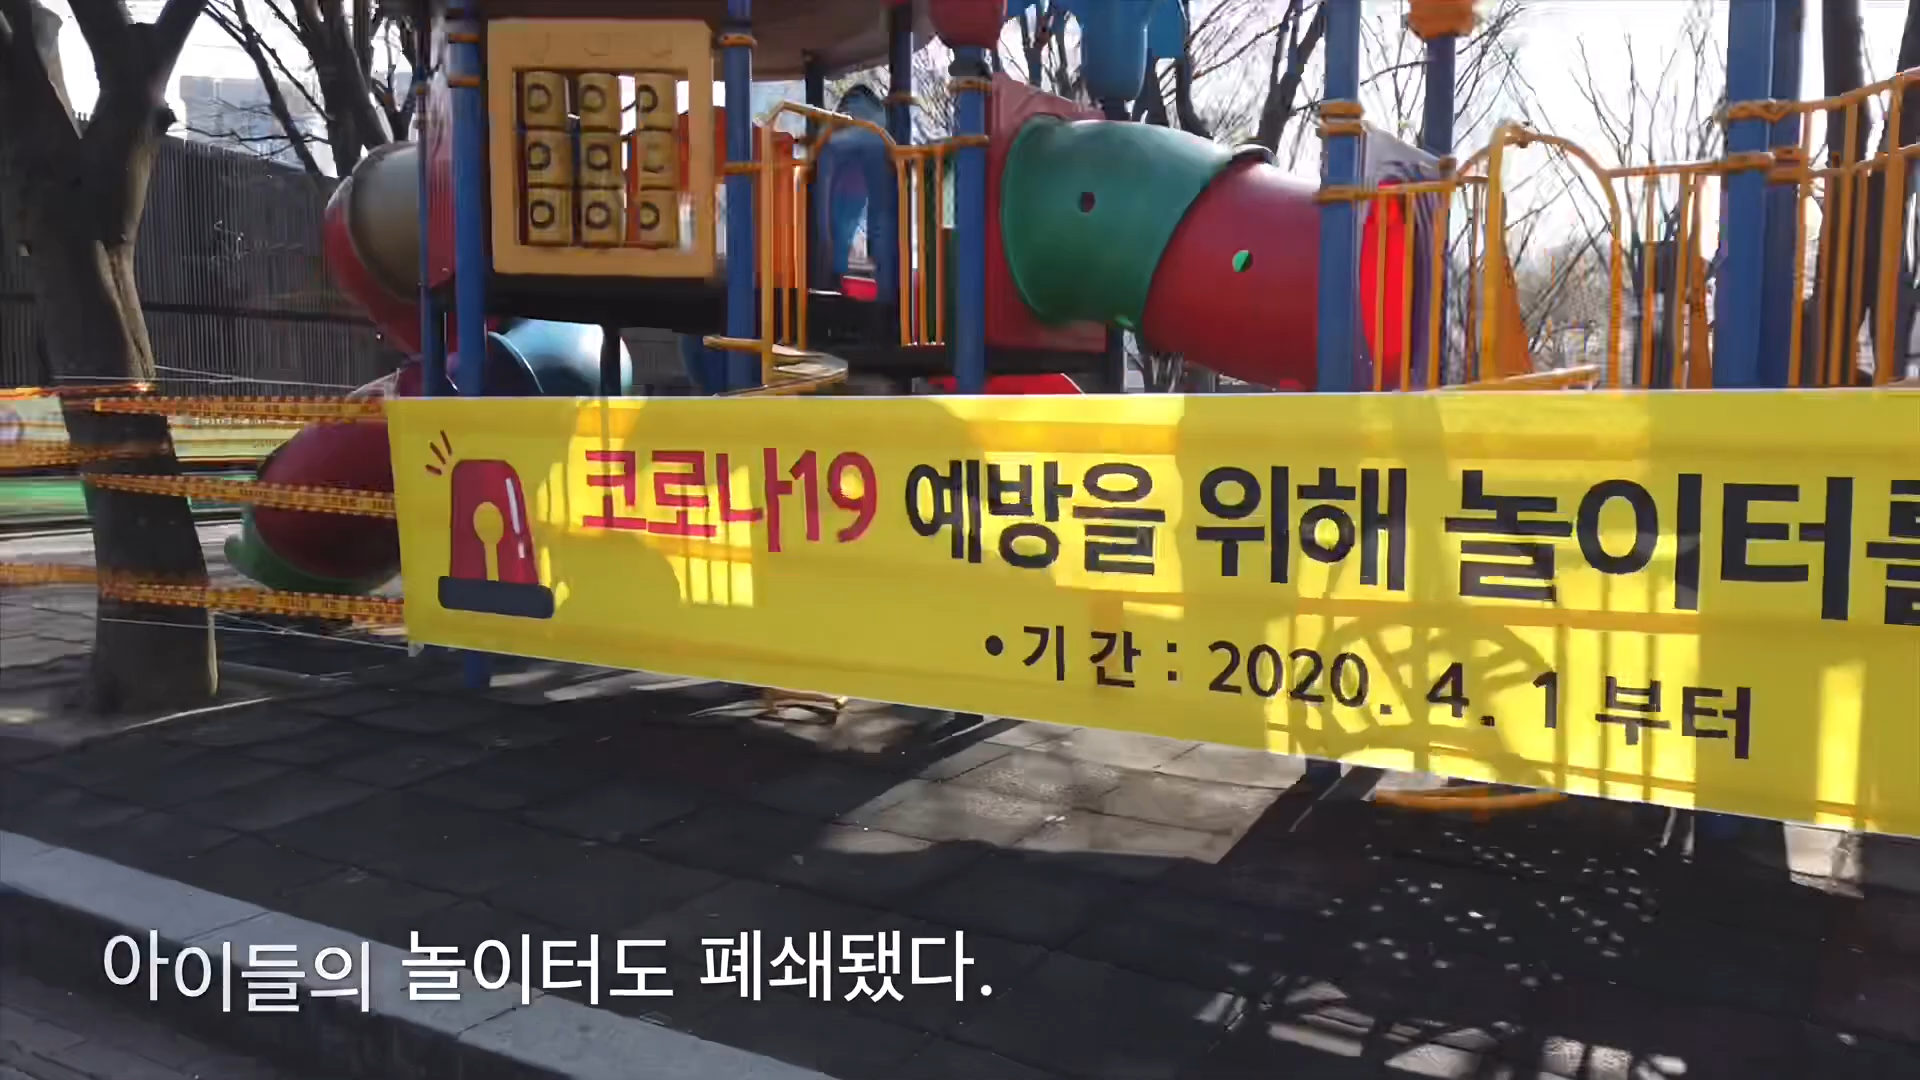 코로나19 예방을 위해 놀이터를
• 기 간 : 2020. 4. 1 부터
아이들의 놀이터도 폐쇄됐다.